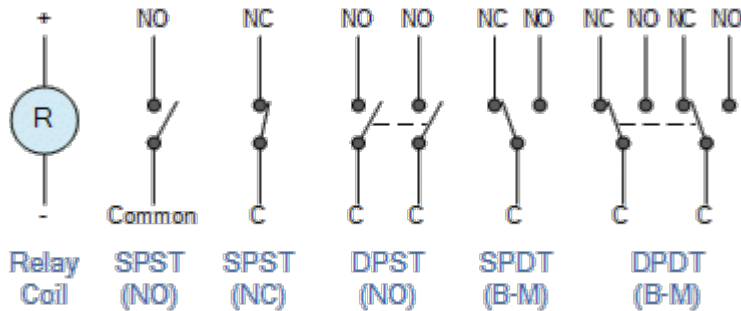 + NO NC NO NO NC NO NC NO NC NO
R
- Common C C C C C C
Relay SPST SPST DPST SPDT DPDT
Coil (NO) (NC) (NO) (B-M) (B-M)